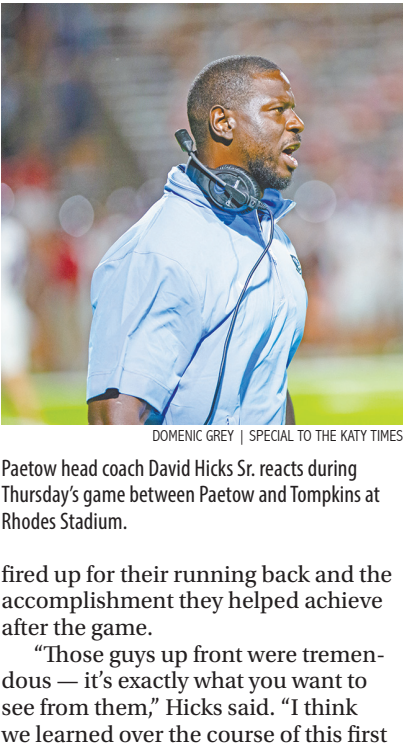 DOMENIC GREY | SPECIAL TO THE KATY TIMES
Paetow head coach David Hicks Sr. reacts during
Thursday’s game between Paetow and Tompkins at
Rhodes Stadium.
fired up for their running back and the
accomplishment they helped achieve
after the game.
“Those guys up front were tremen-
dous — it’s exactly what you want to
see from them,” Hicks said. “I think
we learned over the course of this first